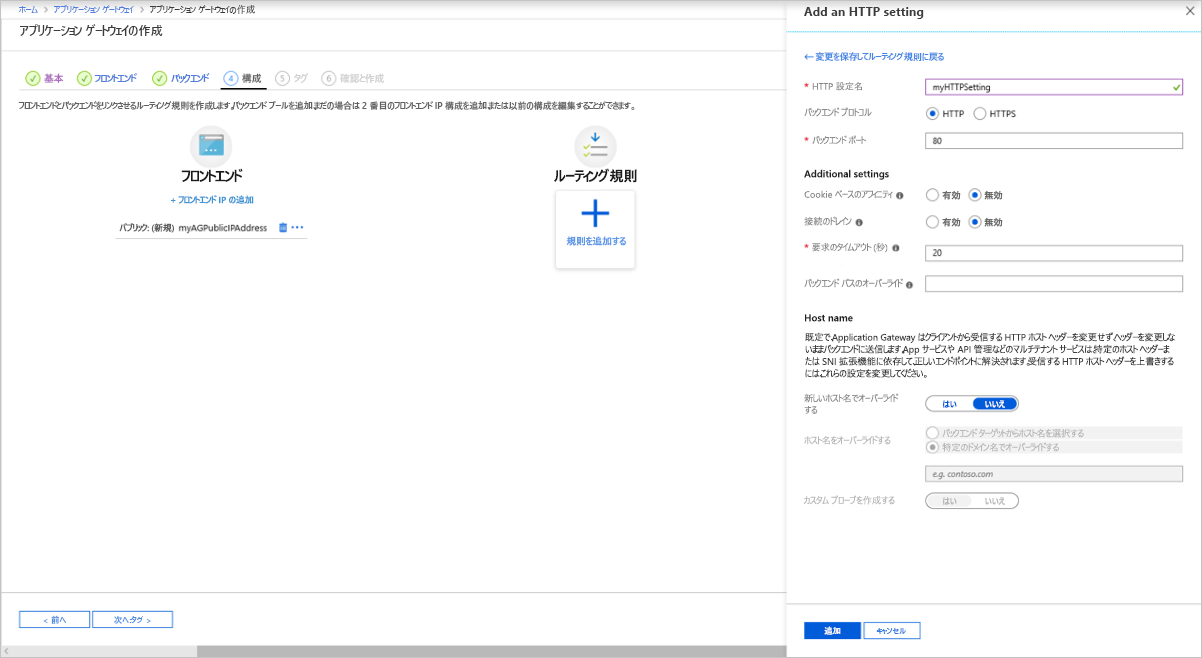 ホーム > アプリケーション ゲートウェイ > アプリケーション ゲートウェイの作成
アプリケーション ゲートウェイの作成
基本 フロントエンド バックエンド 4 構成 5 タグ 6 確認と作成
フロントエンドとバックエンドをリンクさせるルーティング規則を作成します。バックエンド プールを追加まだの場合は 2 番目のフロントエンド IP 構成を追加または以前の構成を編集することができます。
フロントエンド
+ フロントエンド IP の追加
パブリック: (新規) myAGPublicIPAddress
ルーティング規則
規則を追加する
< 前へ
次へ:タグ >
Add an HTTP setting
← 変更を保存してルーティング規則に戻る
* HTTP 設定名 myHTTPSetting
バックエンド プロトコル HTTP HTTPS
* バックエンド ポート 80
Additional settings
Cookie ベースのアフィニティ 有効 無効
接続のドレイン 有効 無効
* 要求のタイムアウト (秒) 20
バックエンド パスのオーバーライド
Host name
既定で、Application Gateway はクライアントから受信する HTTP ホスト ヘッダーを変更せず、ヘッダーを変更しな
いままバックエンドに送信します。App サービスや API 管理などのマルチテナント サービスは、特定のホスト ヘッダーま
たは SNI 拡張機能に依存して、正しいエンドポイントに解決されます。受信する HTTP ホスト ヘッダーを上書きする
にはこれらの設定を変更してください。
新しいホスト名でオーバーライド
する
はい いいえ
ホスト名をオーバーライドする
バックエンド ターゲットからホスト名を選択する
特定のドメイン名でオーバーライドする
e.g. contoso.com
カスタム プローブを作成する はい いいえ
追加 キャンセル